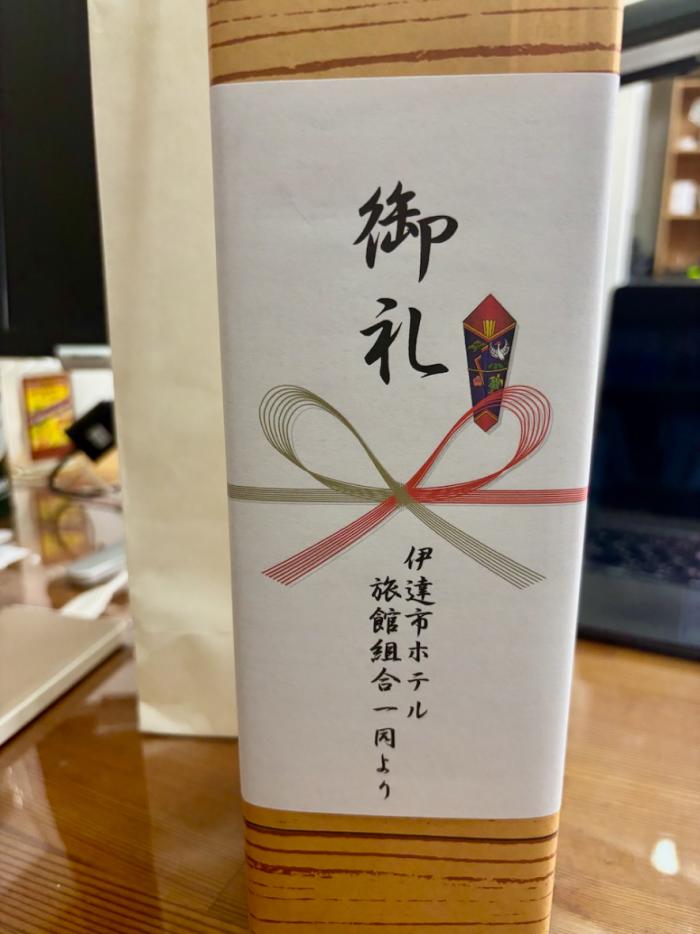 御礼
伊達市ホテル
旅館組合一同より